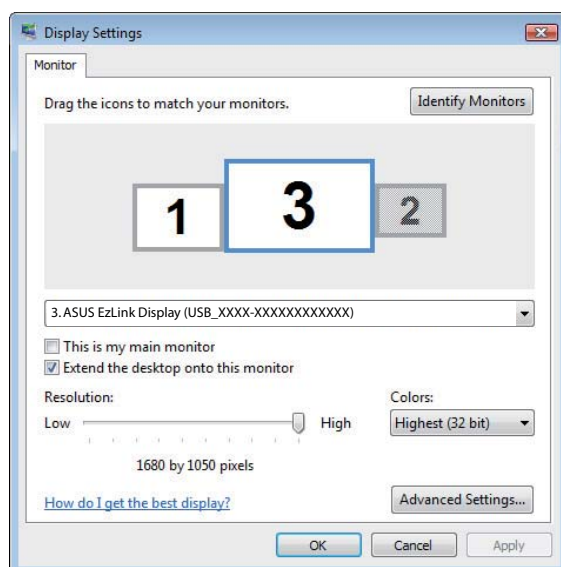 Display Settings
Monitor
Drag the icons to match your monitors.
Identify Monitors
1
3
2
3. ASUS EzLink Display (USB_XXXX-XXXXXXXXXXXX)
This is my main monitor
Extend the desktop onto this monitor
Resolution:
Colors:
Low
High
Highest (32 bit)
1680 by 1050 pixels
How do I get the best display?
Advanced Settings...
OK
Cancel
Apply